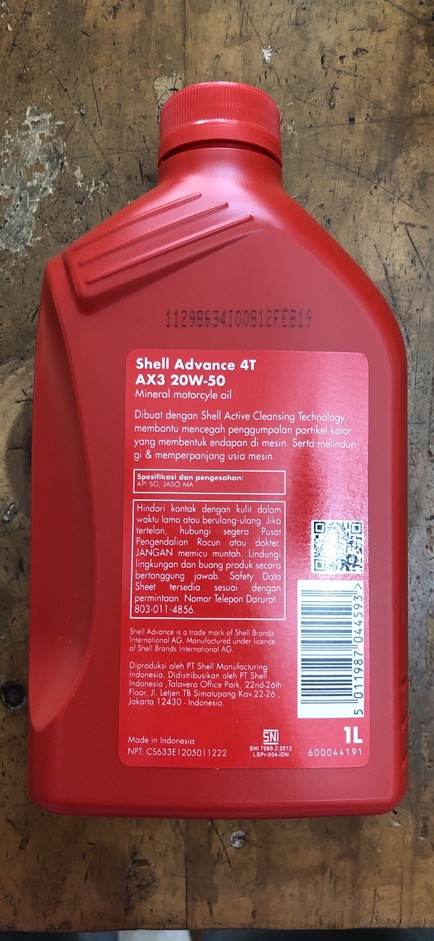 11298634I00B12FEB19
Shell Advance 4T
AX3 20W-50
Mineral motorcyle oil
Dibuat dengan Shell Active Cleansing Technology,
membantu mencegah penggumpalan partikel kotor
yang membentuk endapan di mesin. Serta melindun-
gi & memperpanjang usia mesin.
Spesifikasi dan pengesahan:
API SG, JASO MA
Hindari kontak dengan kulit dalam
waktu lama atau berulang-ulang. Jika
tertelan, hubungi segera Pusat
Pengendalian Racun atau dokter.
JANGAN memicu muntah. Lindungi
lingkungan dan buang produk secara
bertanggung jawab. Safety Data
Sheet tersedia sesuai dengan
permintaan. Nomor Telepon Darurat :
803-011-4856.
Shell Advance is a trade mark of Shell Brands
International AG. Manufactured under licence
of Shell Brands International AG.
Diproduksi oleh PT Shell Manufacturing
Indonesia, Didistribusikan oleh PT Shell
Indonesia ,Talavera Office Park, 22nd-26th
Floor, Jl. Letjen TB Simatupang Kav.22-26 ,
Jakarta 12430 - Indonesia.
5 011987 044593 >
Made in Indonesia
NPT: CS633E1205011222
SNI
SNI 7069.2:2012
LSPr-004-IDN
1L
600044191